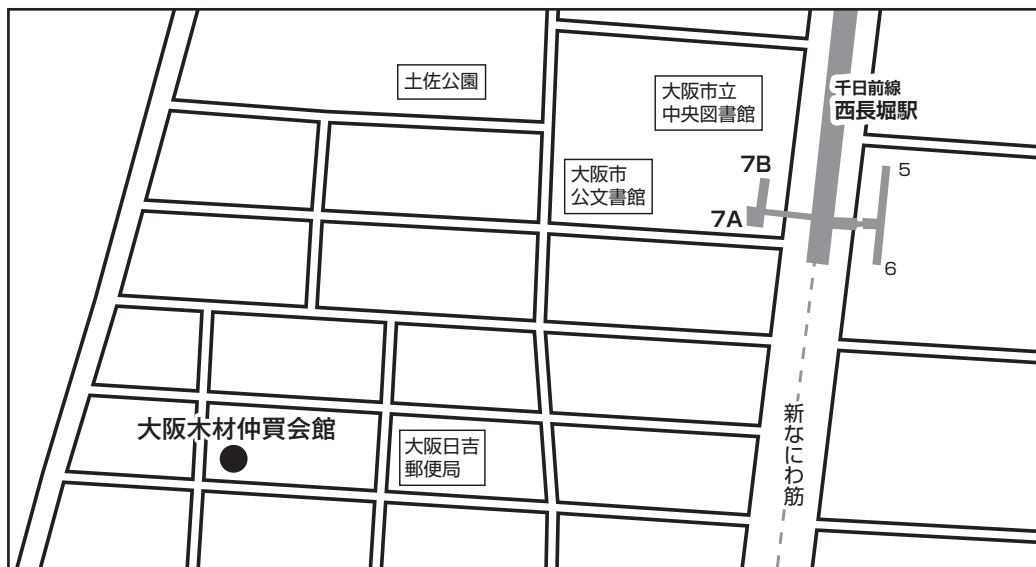 土佐公園
大阪市立
中央図書館
千日前線
西長堀駅
大阪市
公文書館
7B
7A
5
6
大阪木材仲買会館
大阪日吉
郵便局
新なにわ筋